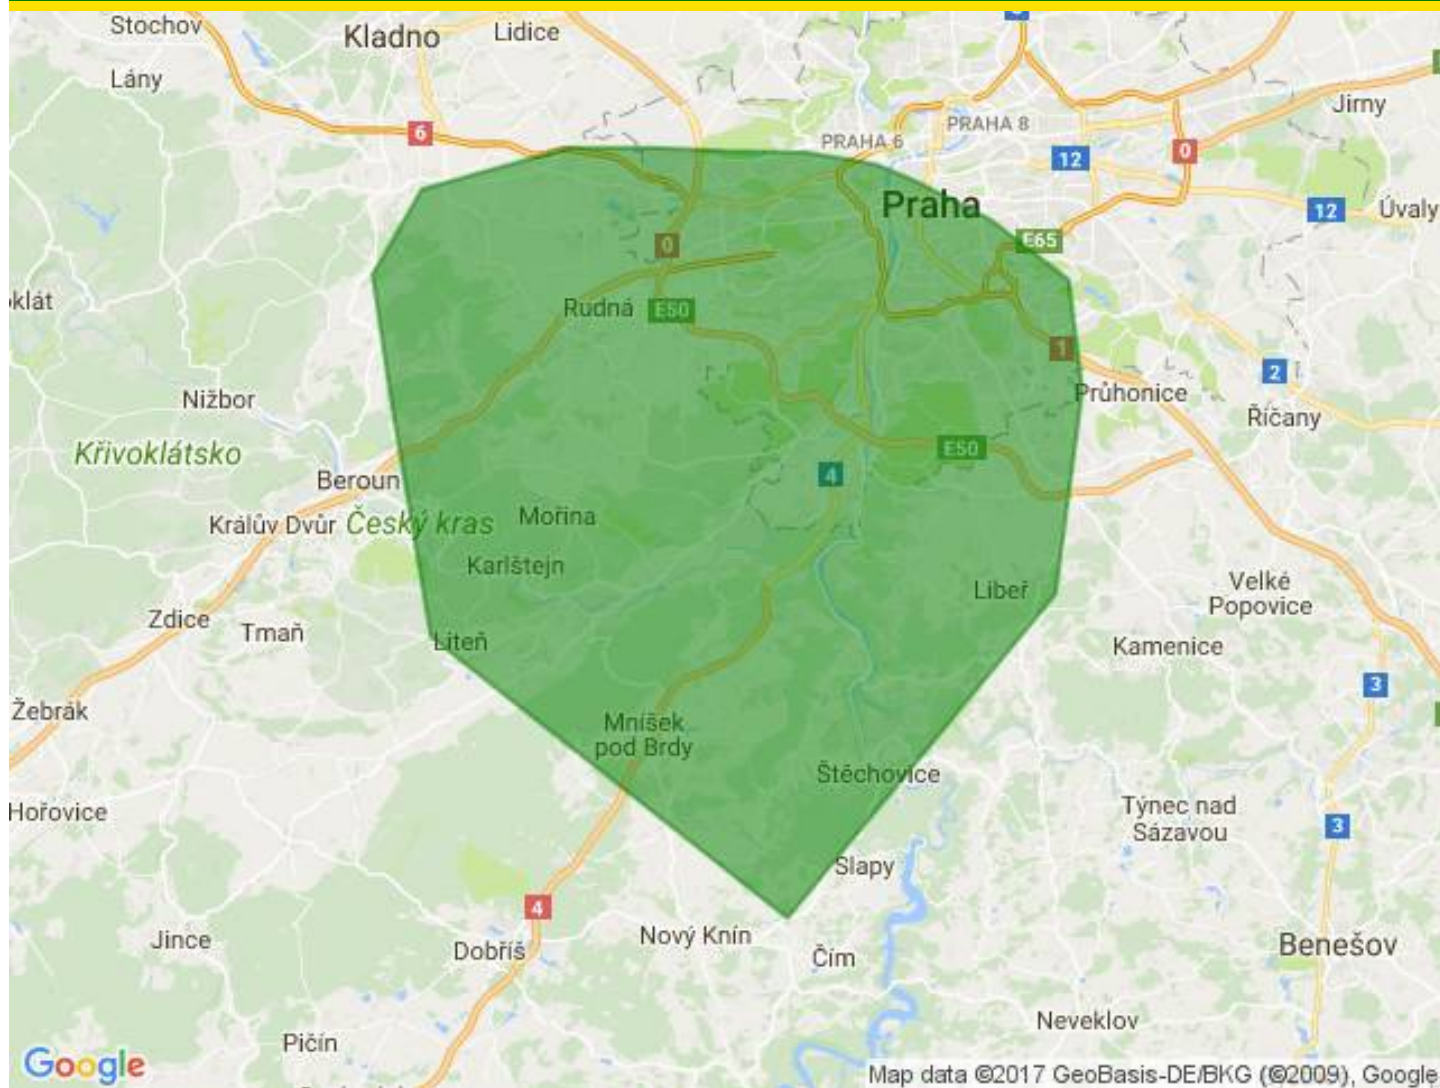 Stochov
Kladno
Lidice
Lány
Jirny
6
PRAHA 6
PRAHA 8
12
0
Praha
12
Úvaly
E65
0
oklát
Rudná
E50
1
2
Nižbor
Průhonice
Říčany
Křivoklátsko
E50
Beroun
4
Králův Dvůr
Český kras
Mořina
Karlštejn
Libeř
Velké
Popovice
Zdice
Tmaň
Liteň
Kamenice
3
Žebrák
Mníšek
pod Brdy
Štěchovice
Hořovice
Týnec nad
Sázavou
3
Slapy
4
Jince
Dobříš
Nový Knín
Čím
Benešov
Neveklov
Pičín
Google
Map data ©2017 GeoBasis-DE/BKG (©2009), Google